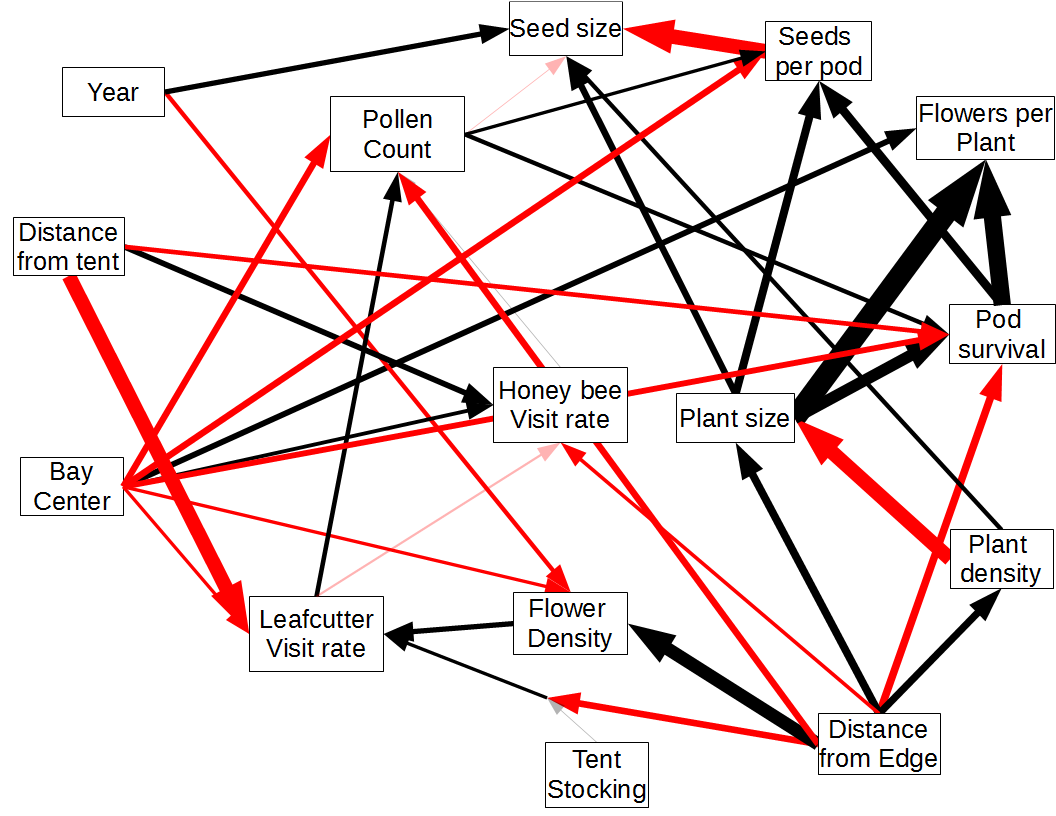 Seed size
Seeds
per pod
Year
Pollen
Count
Flowers per
Plant
Distance
from tent
Pod
survival
Honey bee
Visit rate
Plant size
Bay
Center
Plant
density
Leafcutter
Visit rate
Flower
Density
Distance
from Edge
Tent
Stocking